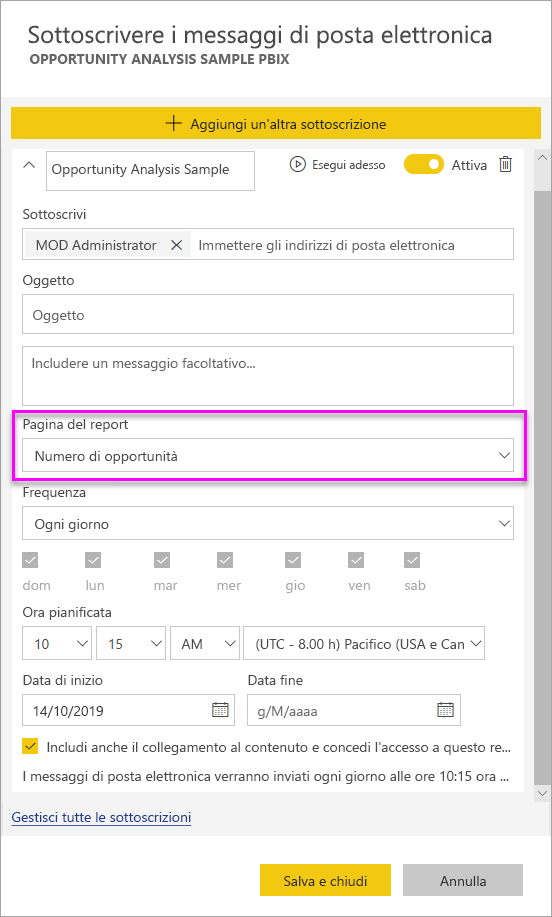 Sottoscrivere i messaggi di posta elettronica
OPPORTUNITY ANALYSIS SAMPLE PBIX
Aggiungi un'altra sottoscrizione
Opportunity Analysis Sample
Esegui adesso
Attiva
Sottoscrivi
MOD Administrator
Immettere gli indirizzi di posta elettronica
Oggetto
Oggetto
Includere un messaggio facoltativo...
Pagina del report
Numero di opportunità
Frequenza
Ogni giorno
dom lun mar mer gio ven sab
Ora pianificata
10 15 AM (UTC - 8.00 h) Pacifico (USA e Can
Data di inizio Data fine
14/10/2019 g/M/aaaa
Includi anche il collegamento al contenuto e concedi l'accesso a questo re...
I messaggi di posta elettronica verranno inviati ogni giorno alle ore 10:15 ora ...
Gestisci tutte le sottoscrizioni
Salva e chiudi Annulla